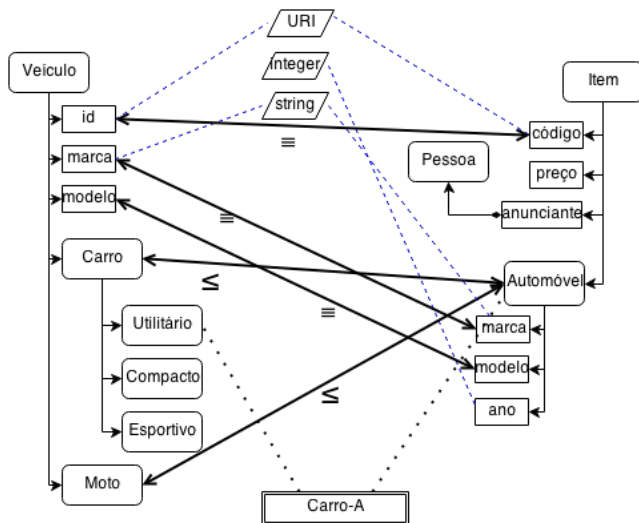 URI
Veículo
integer
Item
string
id
código
≡
marca
Pessoa
preço
modelo
anunciante
≡
Carro
Automóvel
≤
≡
Utilitário
marca
modelo
Compacto
≤
ano
Esportivo
Moto
Carro-A